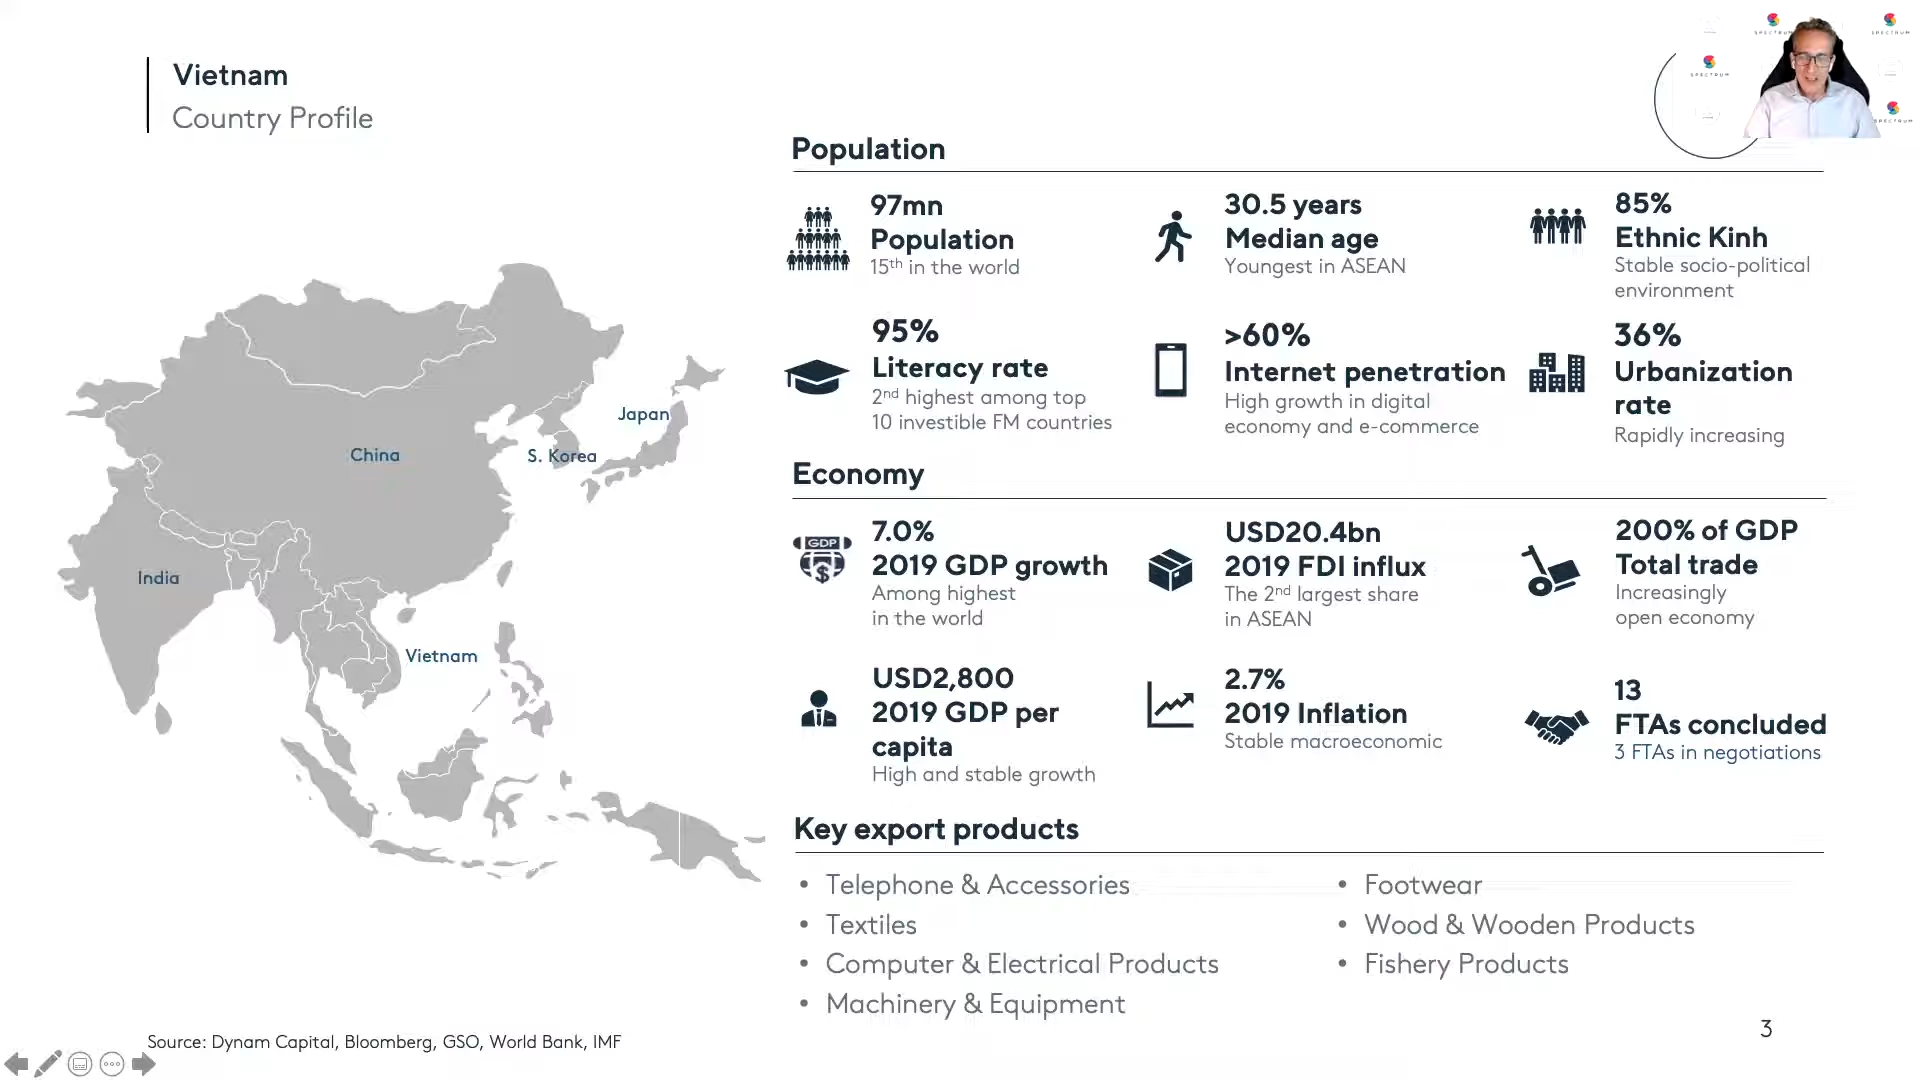 Vietnam
Country Profile
SPECTRUM
SPECTRUM
SPECTRUM
SPECTRUM
Population
97mn
Population
15th in the world
30.5 years
Median age
Youngest in ASEAN
85%
Ethnic Kinh
Stable socio-political
environment
95%
Literacy rate
2nd highest among top
10 investible FM countries
>60%
Internet penetration
High growth in digital
economy and e-commerce
36%
Urbanization
rate
Rapidly increasing
Japan
China
S. Korea
India
Vietnam
Economy
GDP
$
7.0%
2019 GDP growth
Among highest
in the world
USD20.4bn
2019 FDI influx
The 2nd largest share
in ASEAN
200% of GDP
Total trade
Increasingly
open economy
USD2,800
2019 GDP per
capita
High and stable growth
2.7%
2019 Inflation
Stable macroeconomic
13
FTAs concluded
3 FTAs in negotiations
Key export products
• Telephone & Accessories
• Textiles
• Computer & Electrical Products
• Machinery & Equipment
• Footwear
• Wood & Wooden Products
• Fishery Products
Source: Dynam Capital, Bloomberg, GSO, World Bank, IMF
3